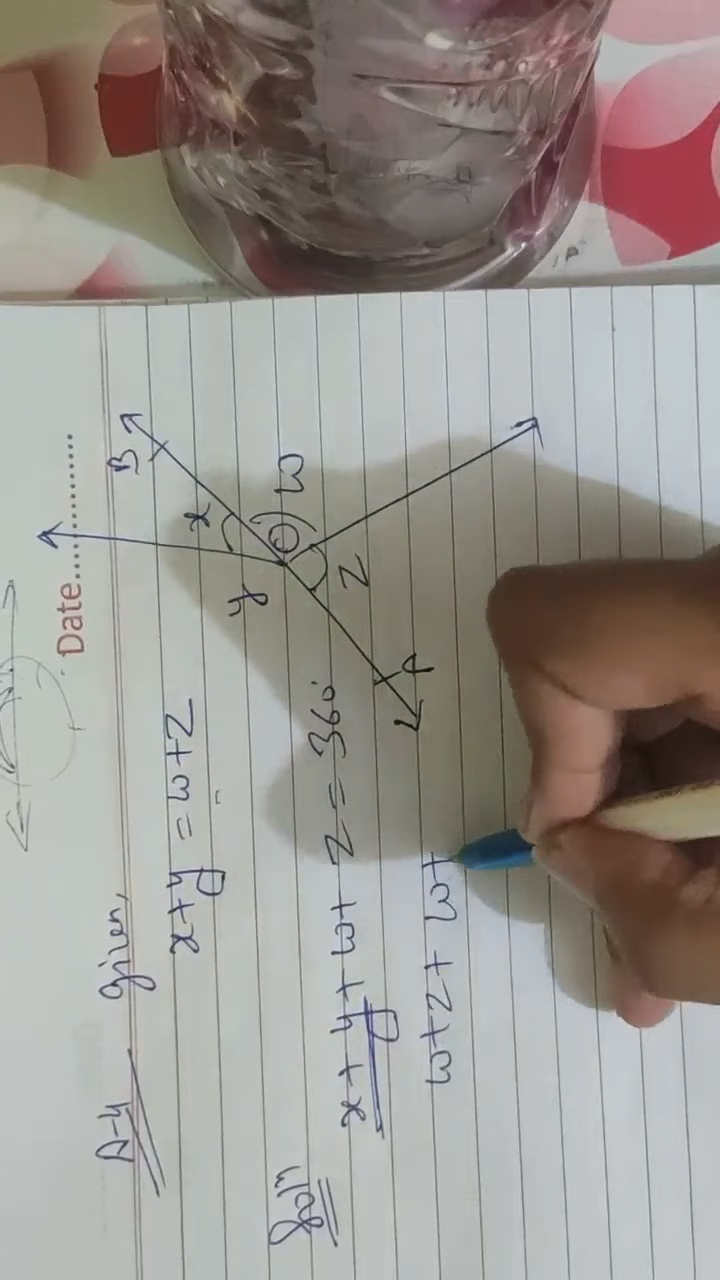 Date..............
A-4 given,
x+y = w+z
B
x
y
O
w
z
A
Soln
x+y+w+z = 360°
w+z+w+